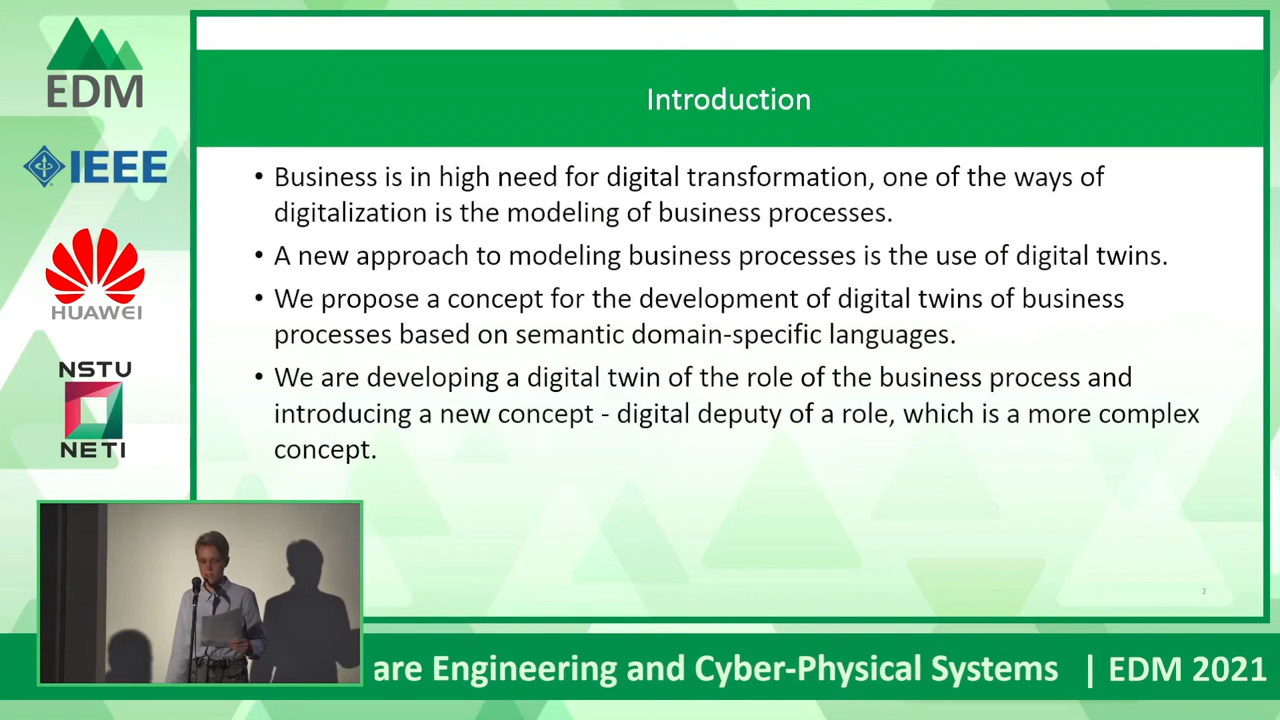 EDM
IEEE
HUAWEI
NSTU
NETI
Introduction
• Business is in high need for digital transformation, one of the ways of
digitalization is the modeling of business processes.
• A new approach to modeling business processes is the use of digital twins.
• We propose a concept for the development of digital twins of business
processes based on semantic domain-specific languages.
• We are developing a digital twin of the role of the business process and
introducing a new concept - digital deputy of a role, which is a more complex
concept.
2
are Engineering and Cyber-Physical Systems | EDM 2021